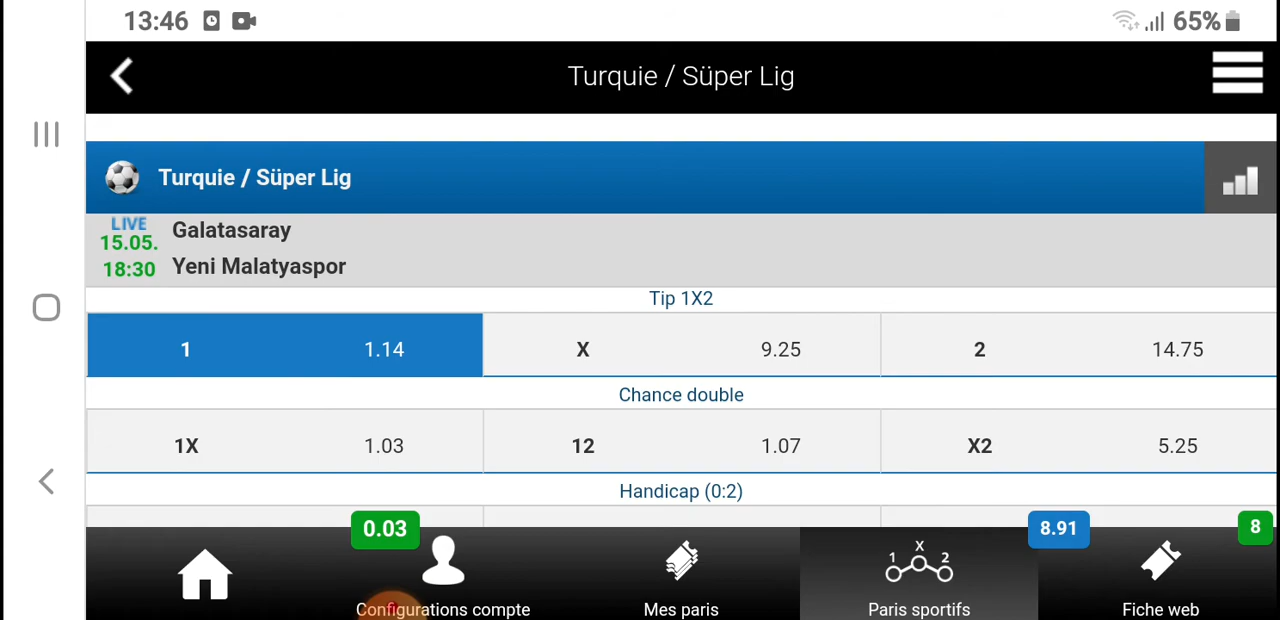 13:46 65%
Turquie / Süper Lig
Turquie / Süper Lig
LIVE
15.05.
18:30
Galatasaray
Yeni Malatyaspor
Tip 1X2
1 1.14 X 9.25 2 14.75
Chance double
1X 1.03 12 1.07 X2 5.25
Handicap (0:2)
0.03 8.91 8
1 X 2
Configurations compte Mes paris Paris sportifs Fiche web